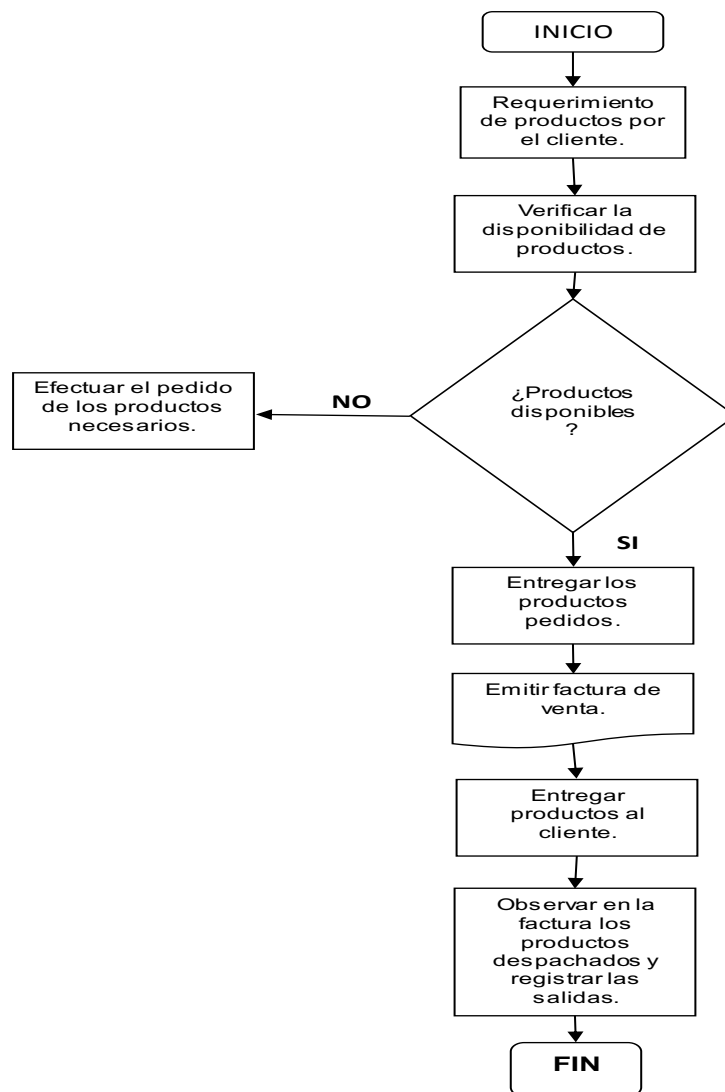 INICIO
Requerimiento
de productos por
el cliente.
Verificar la
disponibilidad de
productos.
¿Productos
disponibles
?
NO
Efectuar el pedido
de los productos
necesarios.
SI
Entregar los
productos
pedidos.
Emitir factura de
venta.
Entregar
productos al
cliente.
Observar en la
factura los
productos
despachados y
registrar las
salidas.
FIN